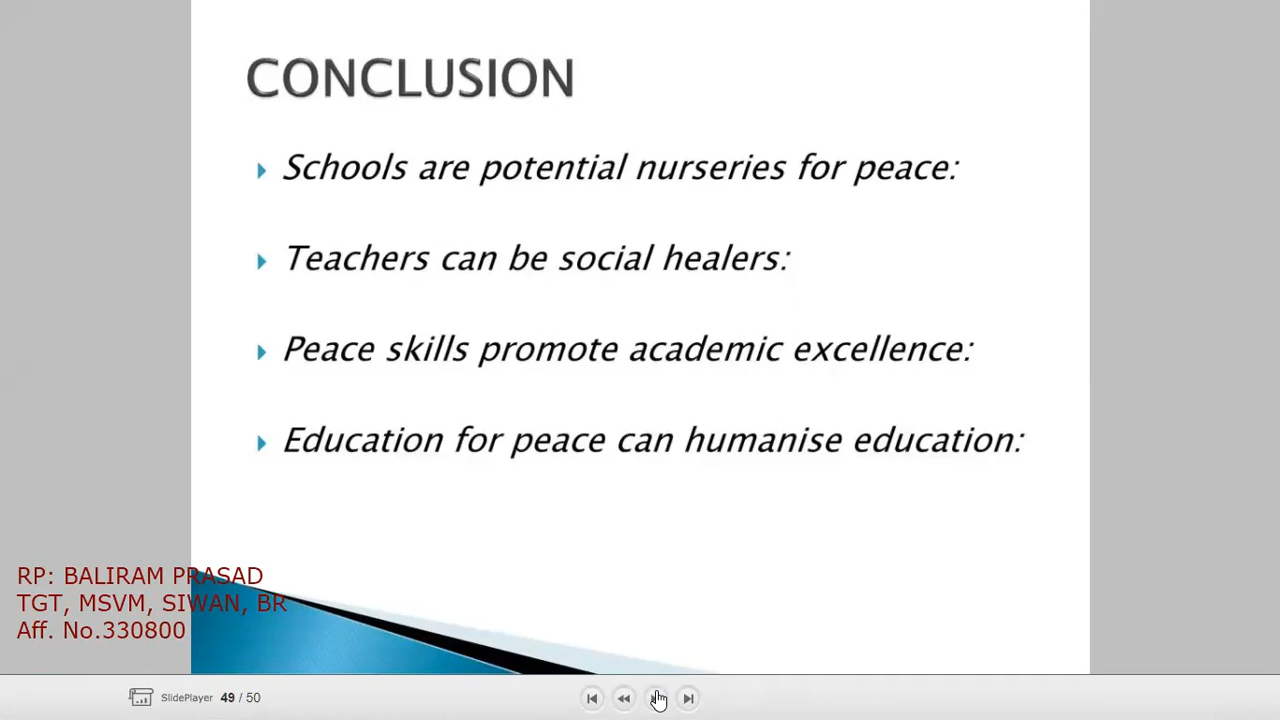 CONCLUSION
Schools are potential nurseries for peace:
Teachers can be social healers:
Peace skills promote academic excellence:
Education for peace can humanise education:
RP: BALIRAM PRASAD
TGT, MSVM, SIWAN, BR
Aff. No.330800
SlidePlayer 49 / 50